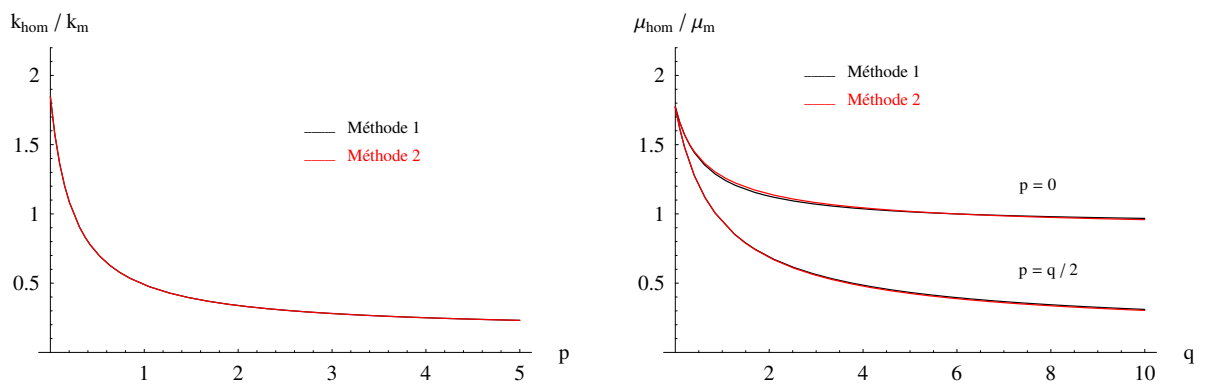 k_hom / k_m
2
1.5
1
0.5
Méthode 1
Méthode 2
1 2 3 4 5 p
μ_hom / μ_m
2
1.5
1
0.5
Méthode 1
Méthode 2
p = 0
p = q / 2
2 4 6 8 10 q